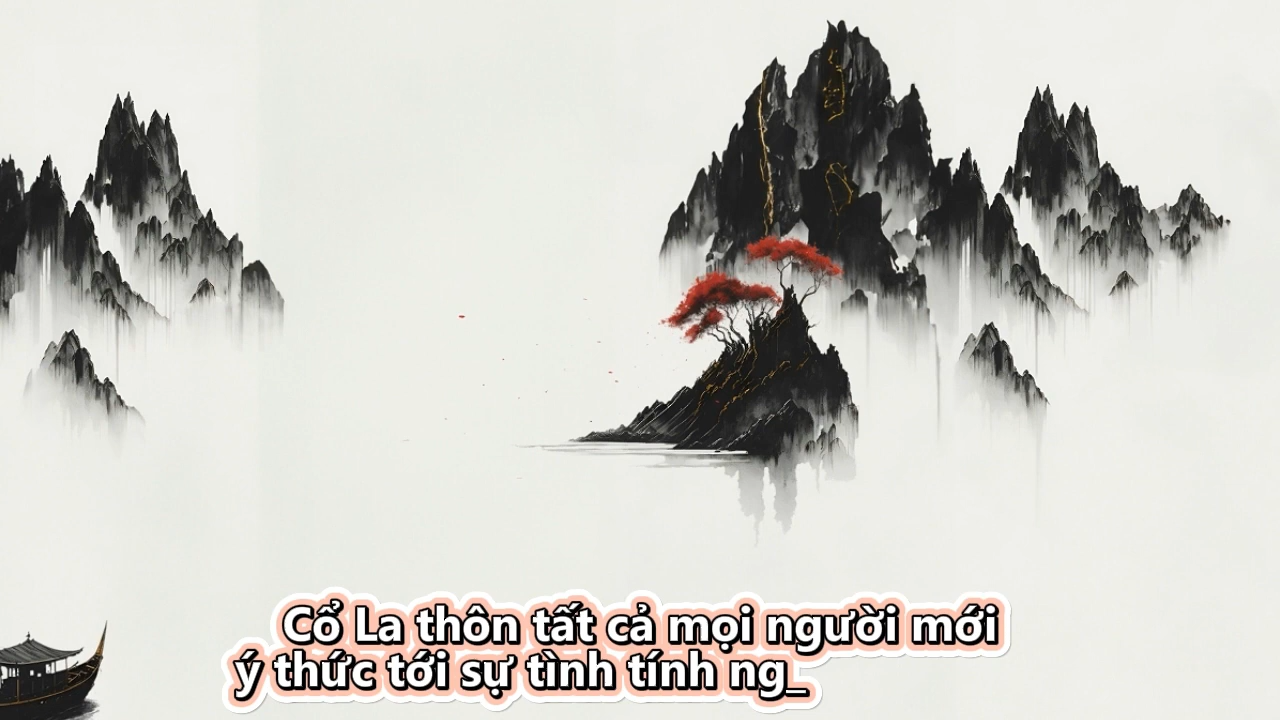 Cổ La thôn tất cả mọi người mới
ý thức tới sự tình tính ng_